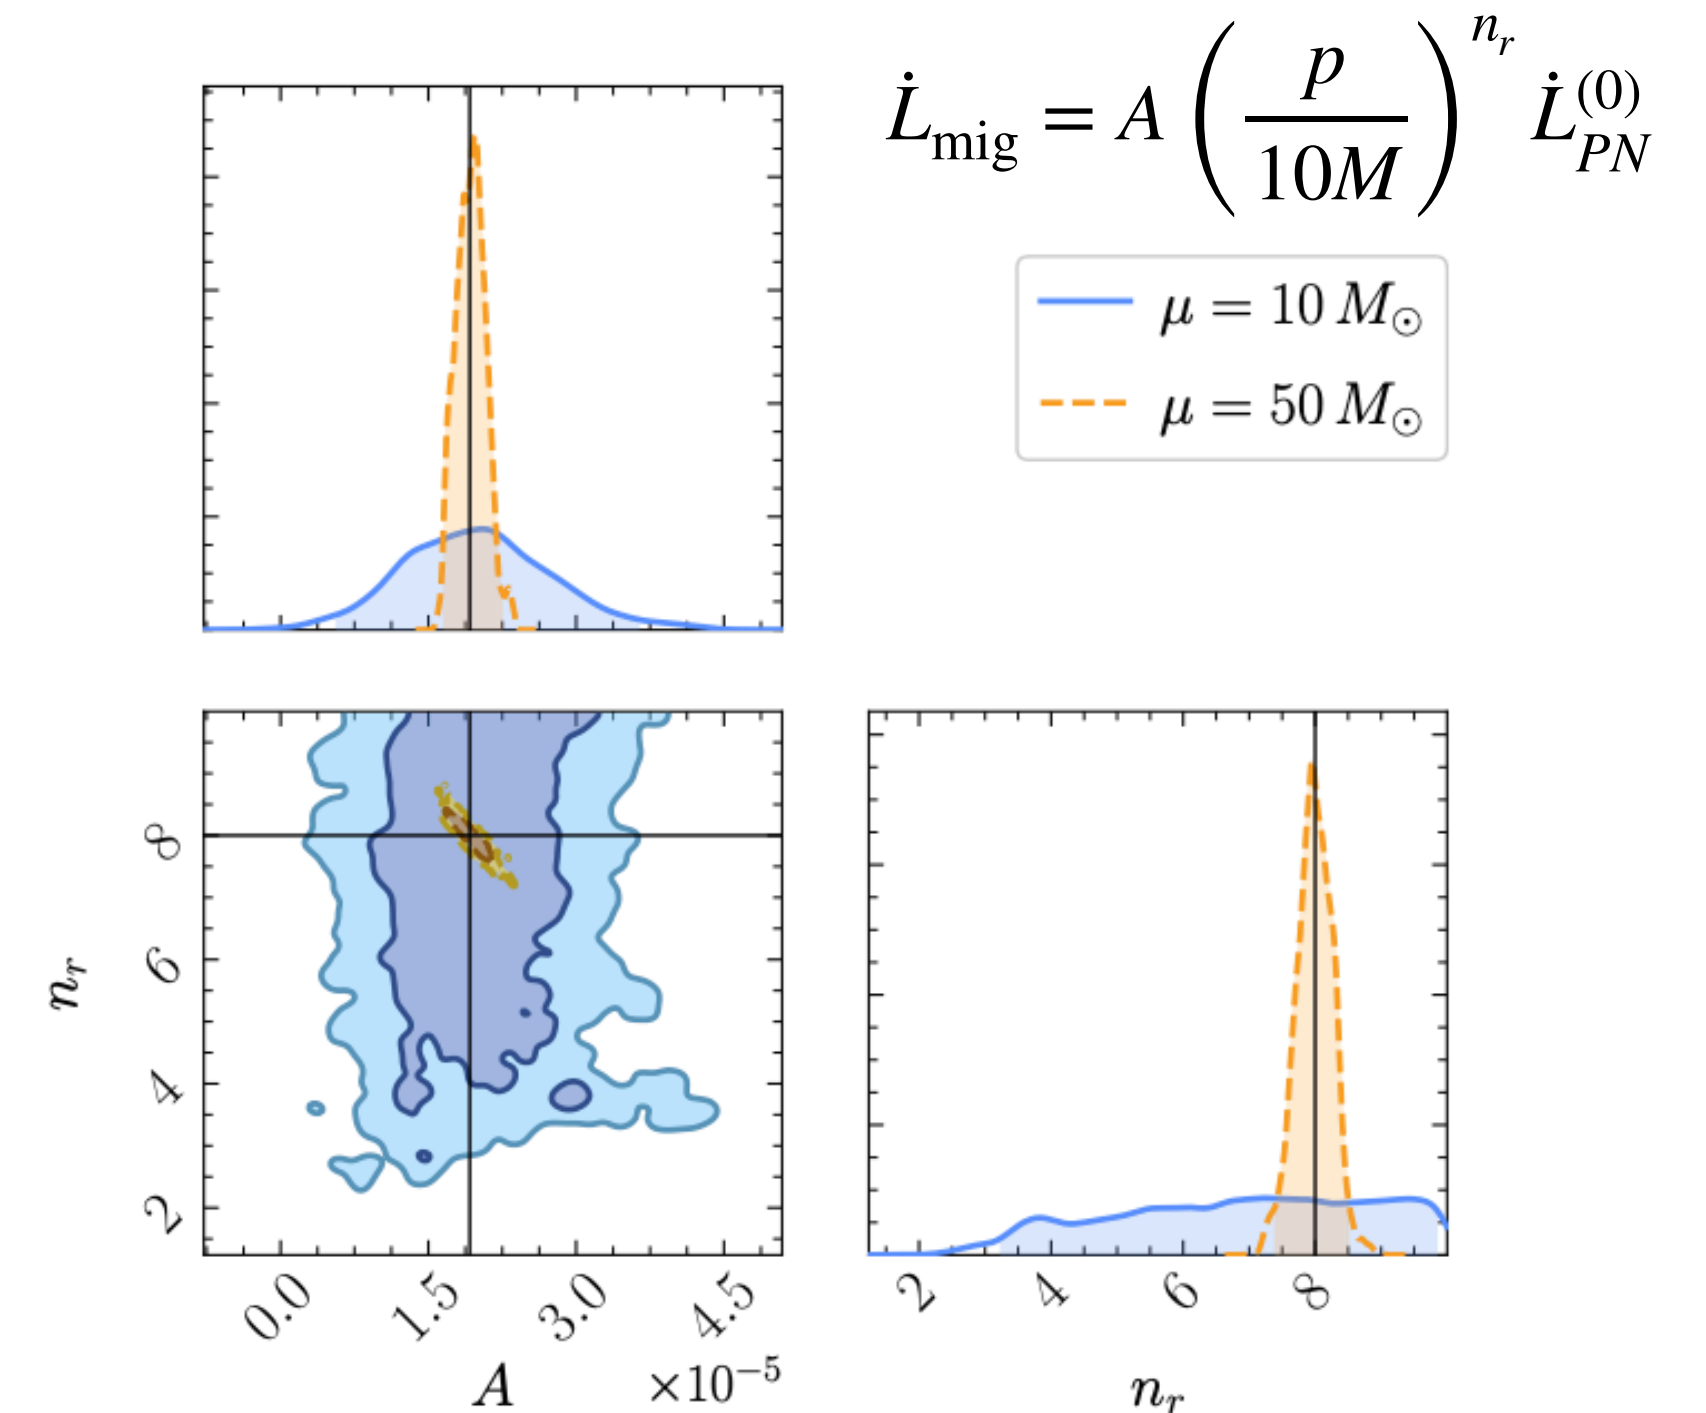 L̇_mig = A (p / 10M)^{n_r} L̇_{PN}^{(0)}
μ = 10 M_⊙
μ = 50 M_⊙
8
6
4
2
n_r
0.0 1.5 3.0 4.5
A ×10^{-5}
2 4 6 8
n_r